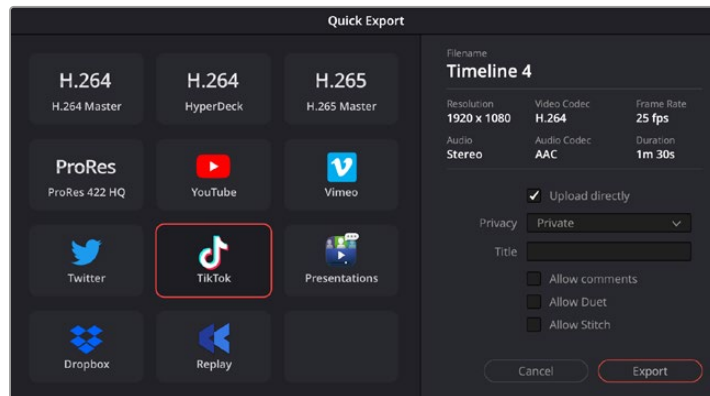 Quick Export
H.264
H.264 Master
H.264
HyperDeck
H.265
H.265 Master
ProRes
ProRes 422 HQ
YouTube
Vimeo
Twitter
TikTok
Presentations
Dropbox
Replay
Filename
Timeline 4
Resolution Video Codec Frame Rate
1920 x 1080 H.264 25 fps
Audio Audio Codec Duration
Stereo AAC 1m 30s
Upload directly
Privacy Private
Title
Allow comments
Allow Duet
Allow Stitch
Cancel Export